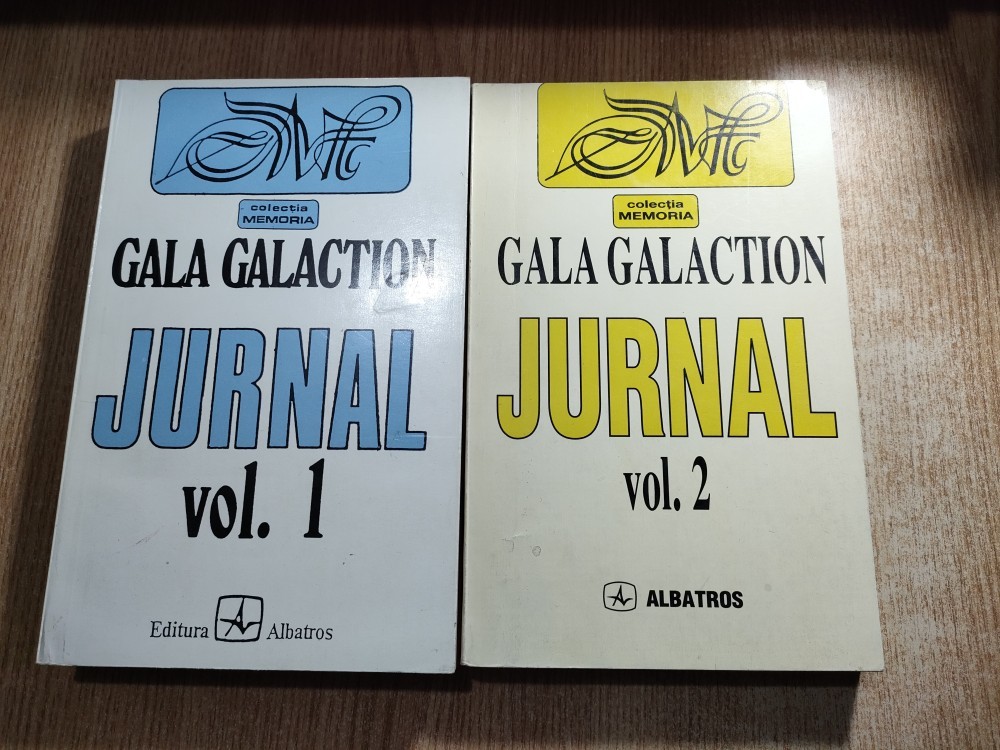 colecția
MEMORIA
GALA GALACTION
JURNAL
vol. 1
Editura Albatros
colecția
MEMORIA
GALA GALACTION
JURNAL
vol. 2
ALBATROS